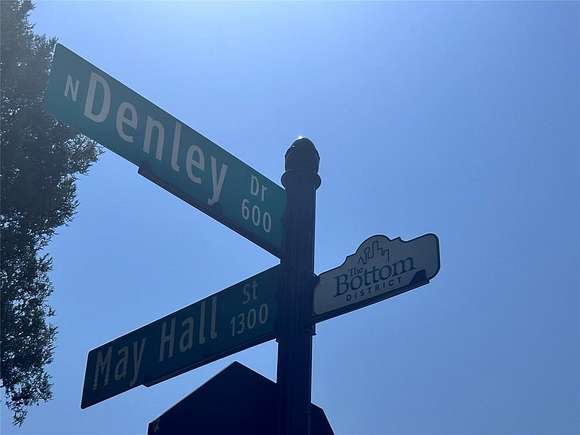 N Denley Dr 600
The Bottom
DISTRICT
May Hall St 1300